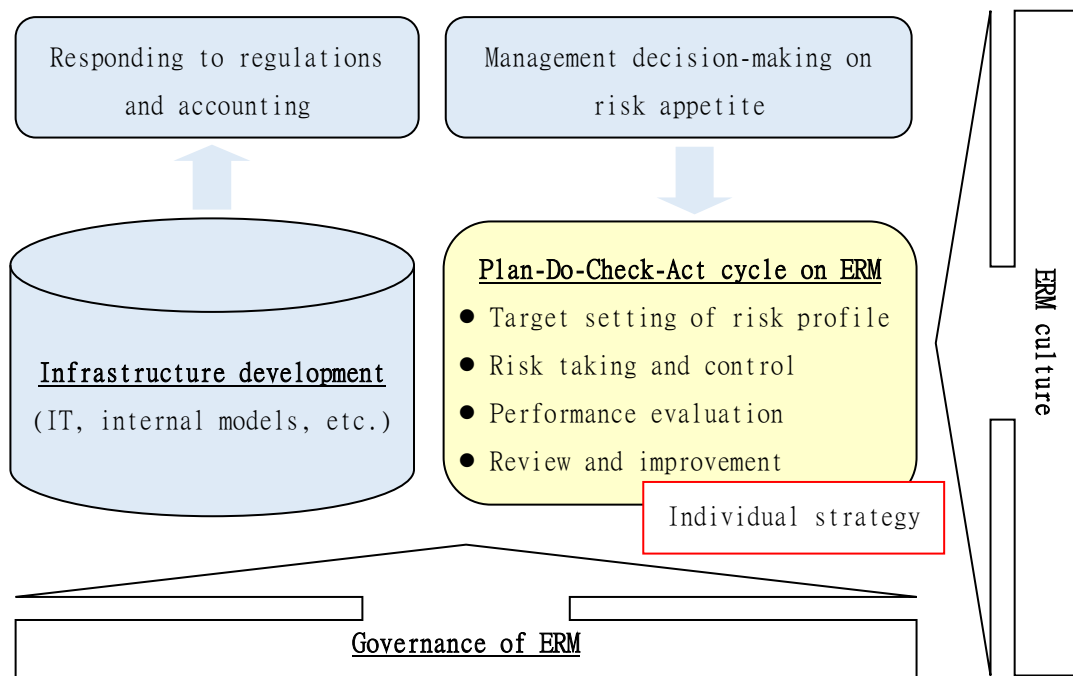 Responding to regulations
and accounting
Management decision-making on
risk appetite
Infrastructure development
(IT, internal models, etc.)
Plan-Do-Check-Act cycle on ERM
● Target setting of risk profile
● Risk taking and control
● Performance evaluation
● Review and improvement
Individual strategy
Governance of ERM
ERM culture